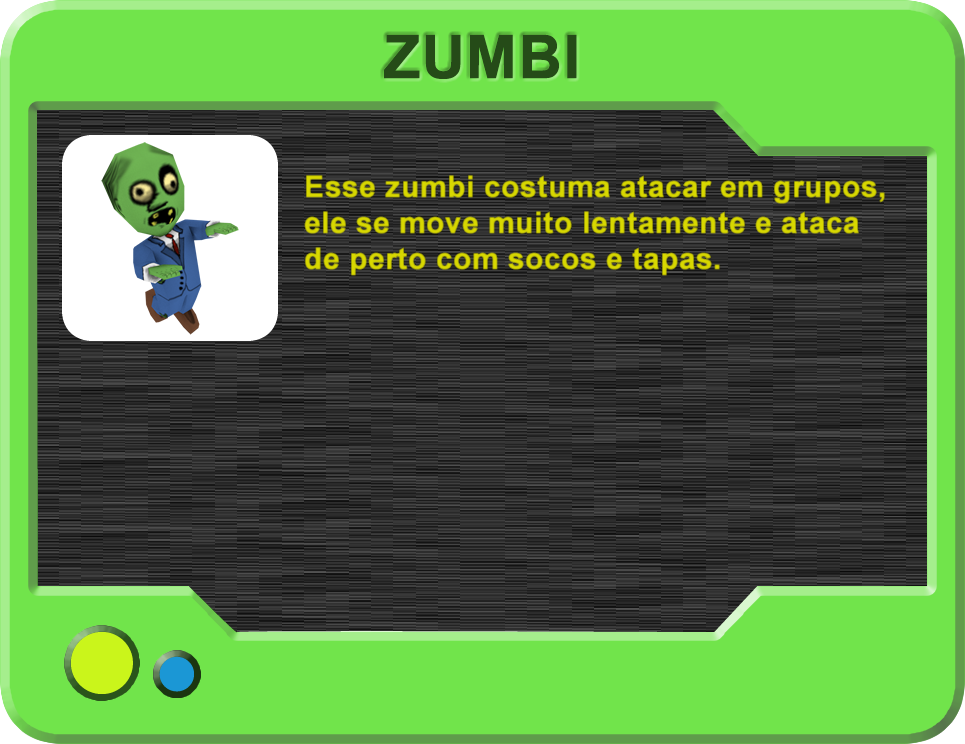 ZUMBI
Esse zumbi costuma atacar em grupos,
ele se move muito lentamente e ataca
de perto com socos e tapas.